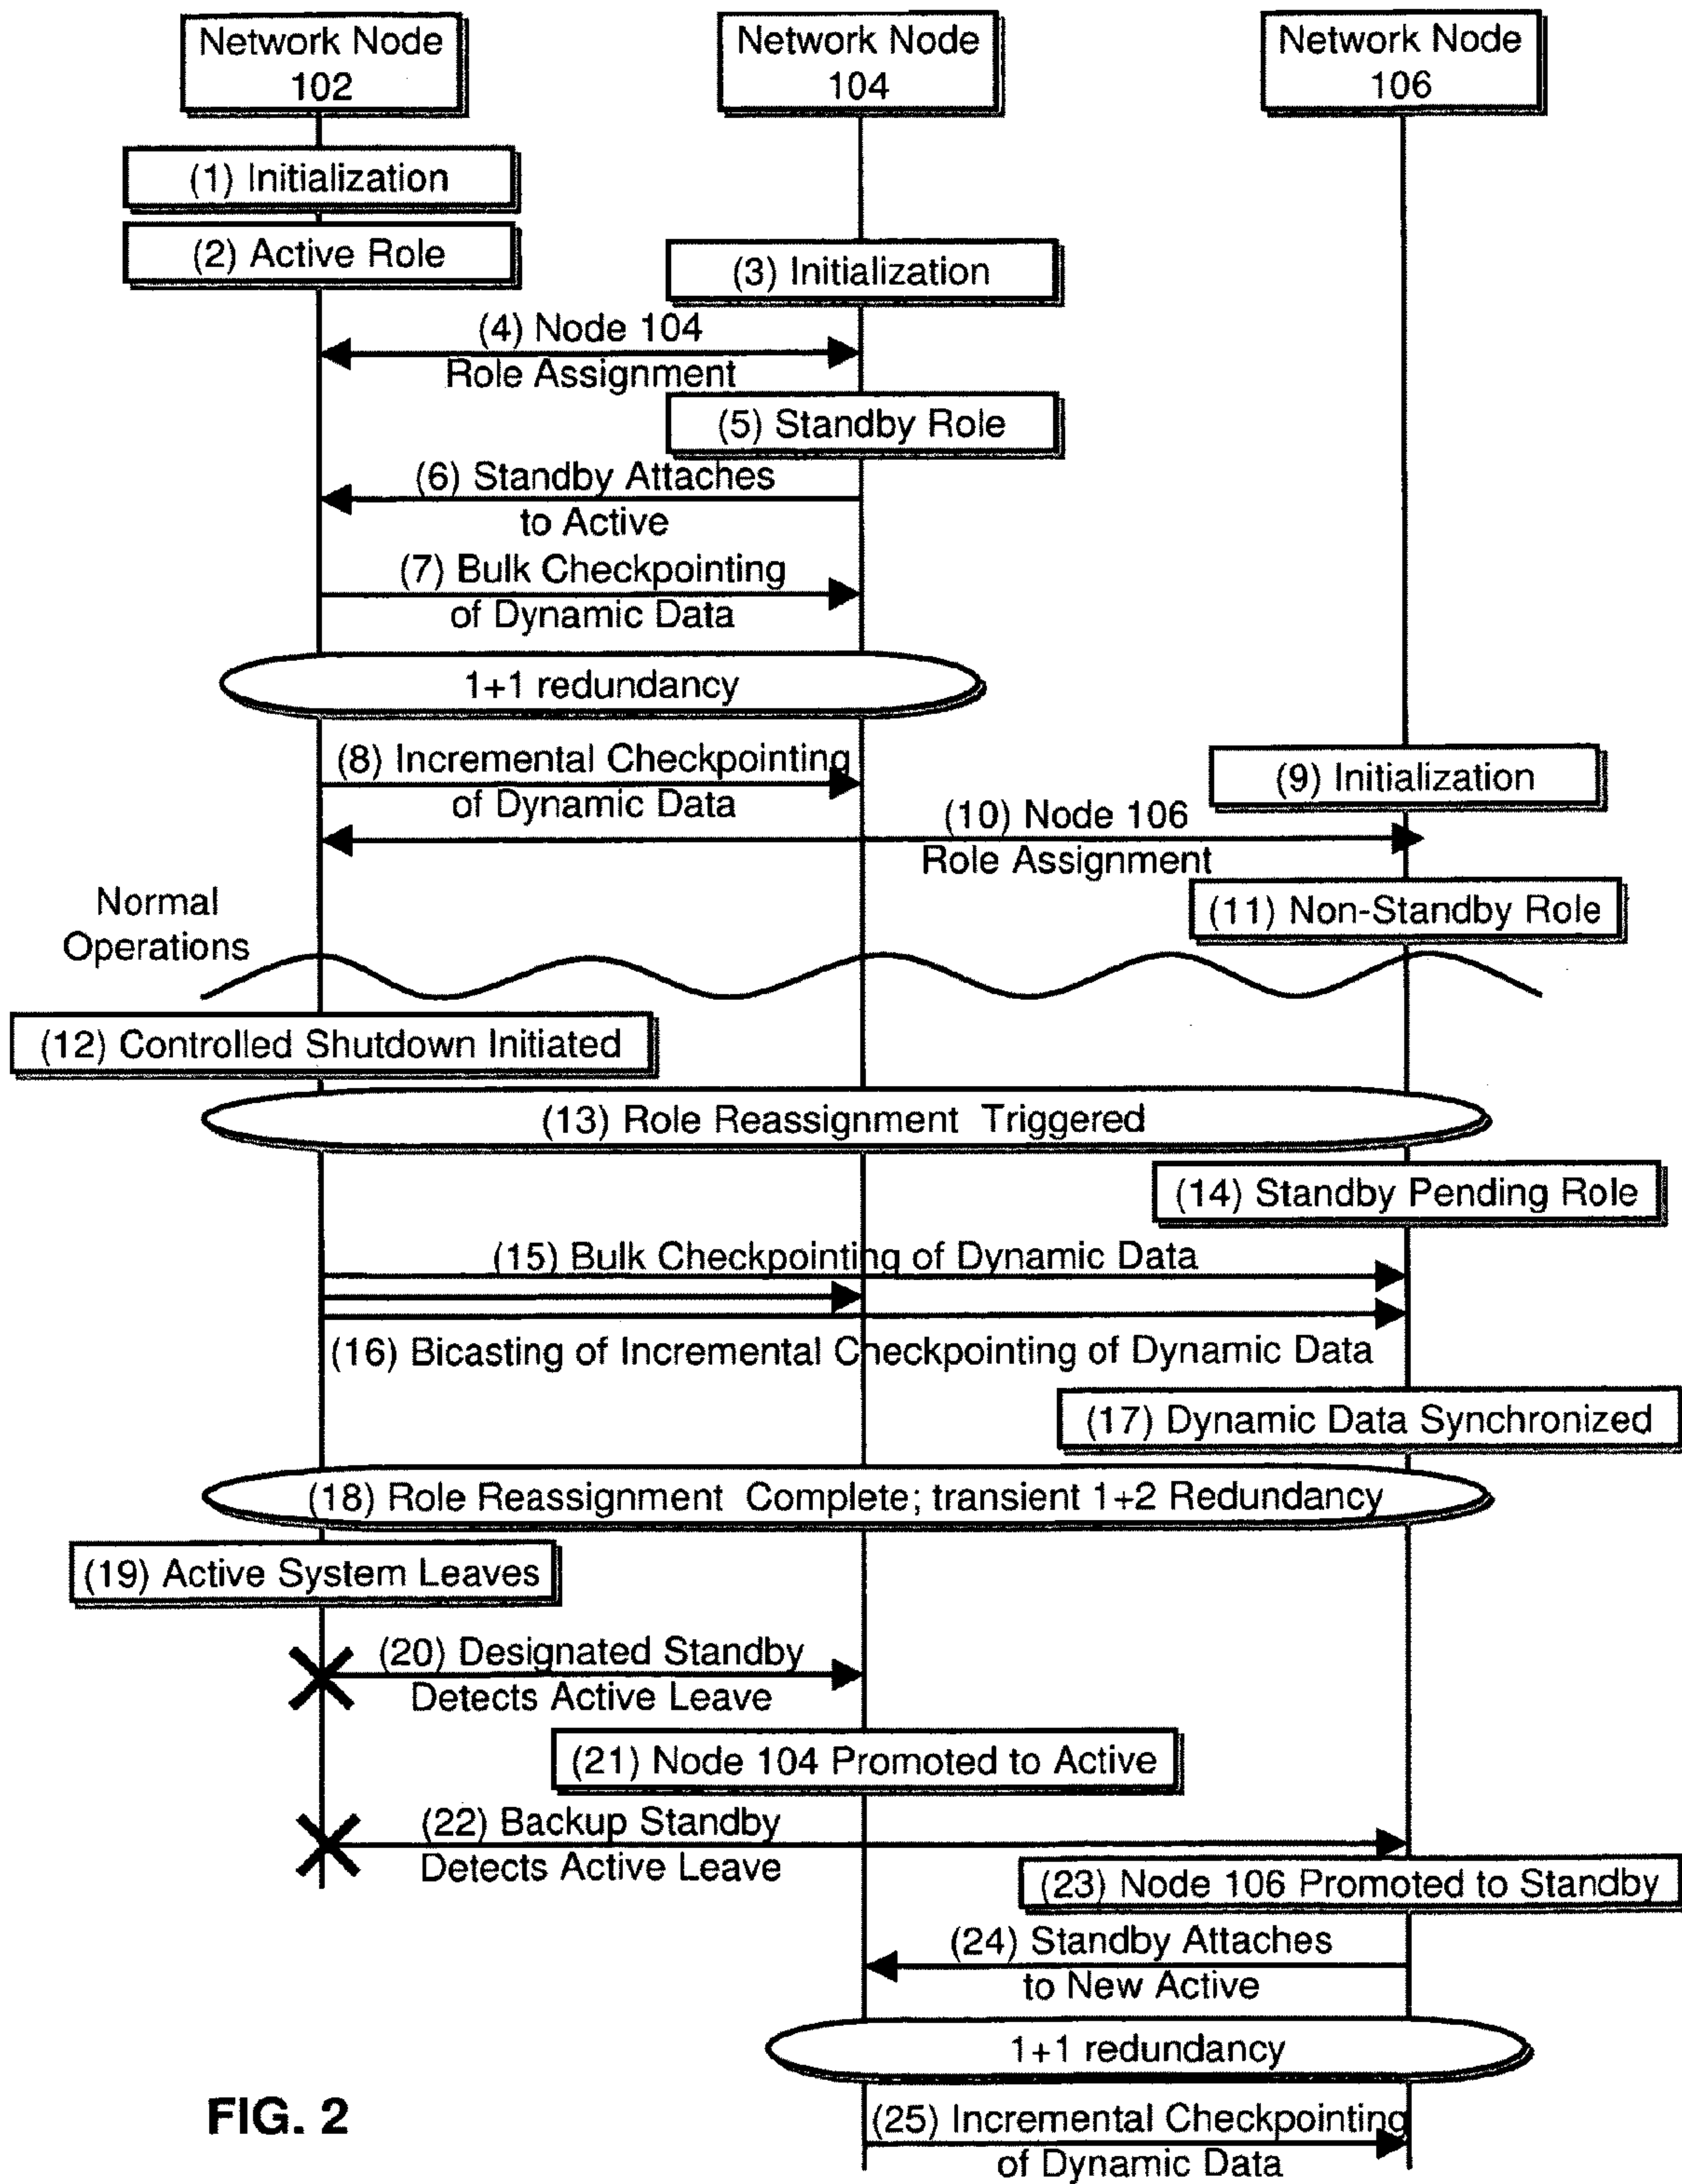 Network Node
102
Network Node
104
Network Node
106
(1) Initialization
(2) Active Role
(3) Initialization
(4) Node 104
Role Assignment
(5) Standby Role
(6) Standby Attaches
to Active
(7) Bulk Checkpointing
of Dynamic Data
1+1 redundancy
(8) Incremental Checkpointing
of Dynamic Data
(9) Initialization
(10) Node 106
Role Assignment
(11) Non-Standby Role
Normal
Operations
(12) Controlled Shutdown Initiated
(13) Role Reassignment Triggered
(14) Standby Pending Role
(15) Bulk Checkpointing of Dynamic Data
(16) Bicasting of Incremental Checkpointing of Dynamic Data
(17) Dynamic Data Synchronized
(18) Role Reassignment Complete; transient 1+2 Redundancy
(19) Active System Leaves
(20) Designated Standby
Detects Active Leave
(21) Node 104 Promoted to Active
(22) Backup Standby
Detects Active Leave
(23) Node 106 Promoted to Standby
(24) Standby Attaches
to New Active
1+1 redundancy
(25) Incremental Checkpointing
of Dynamic Data
FIG. 2